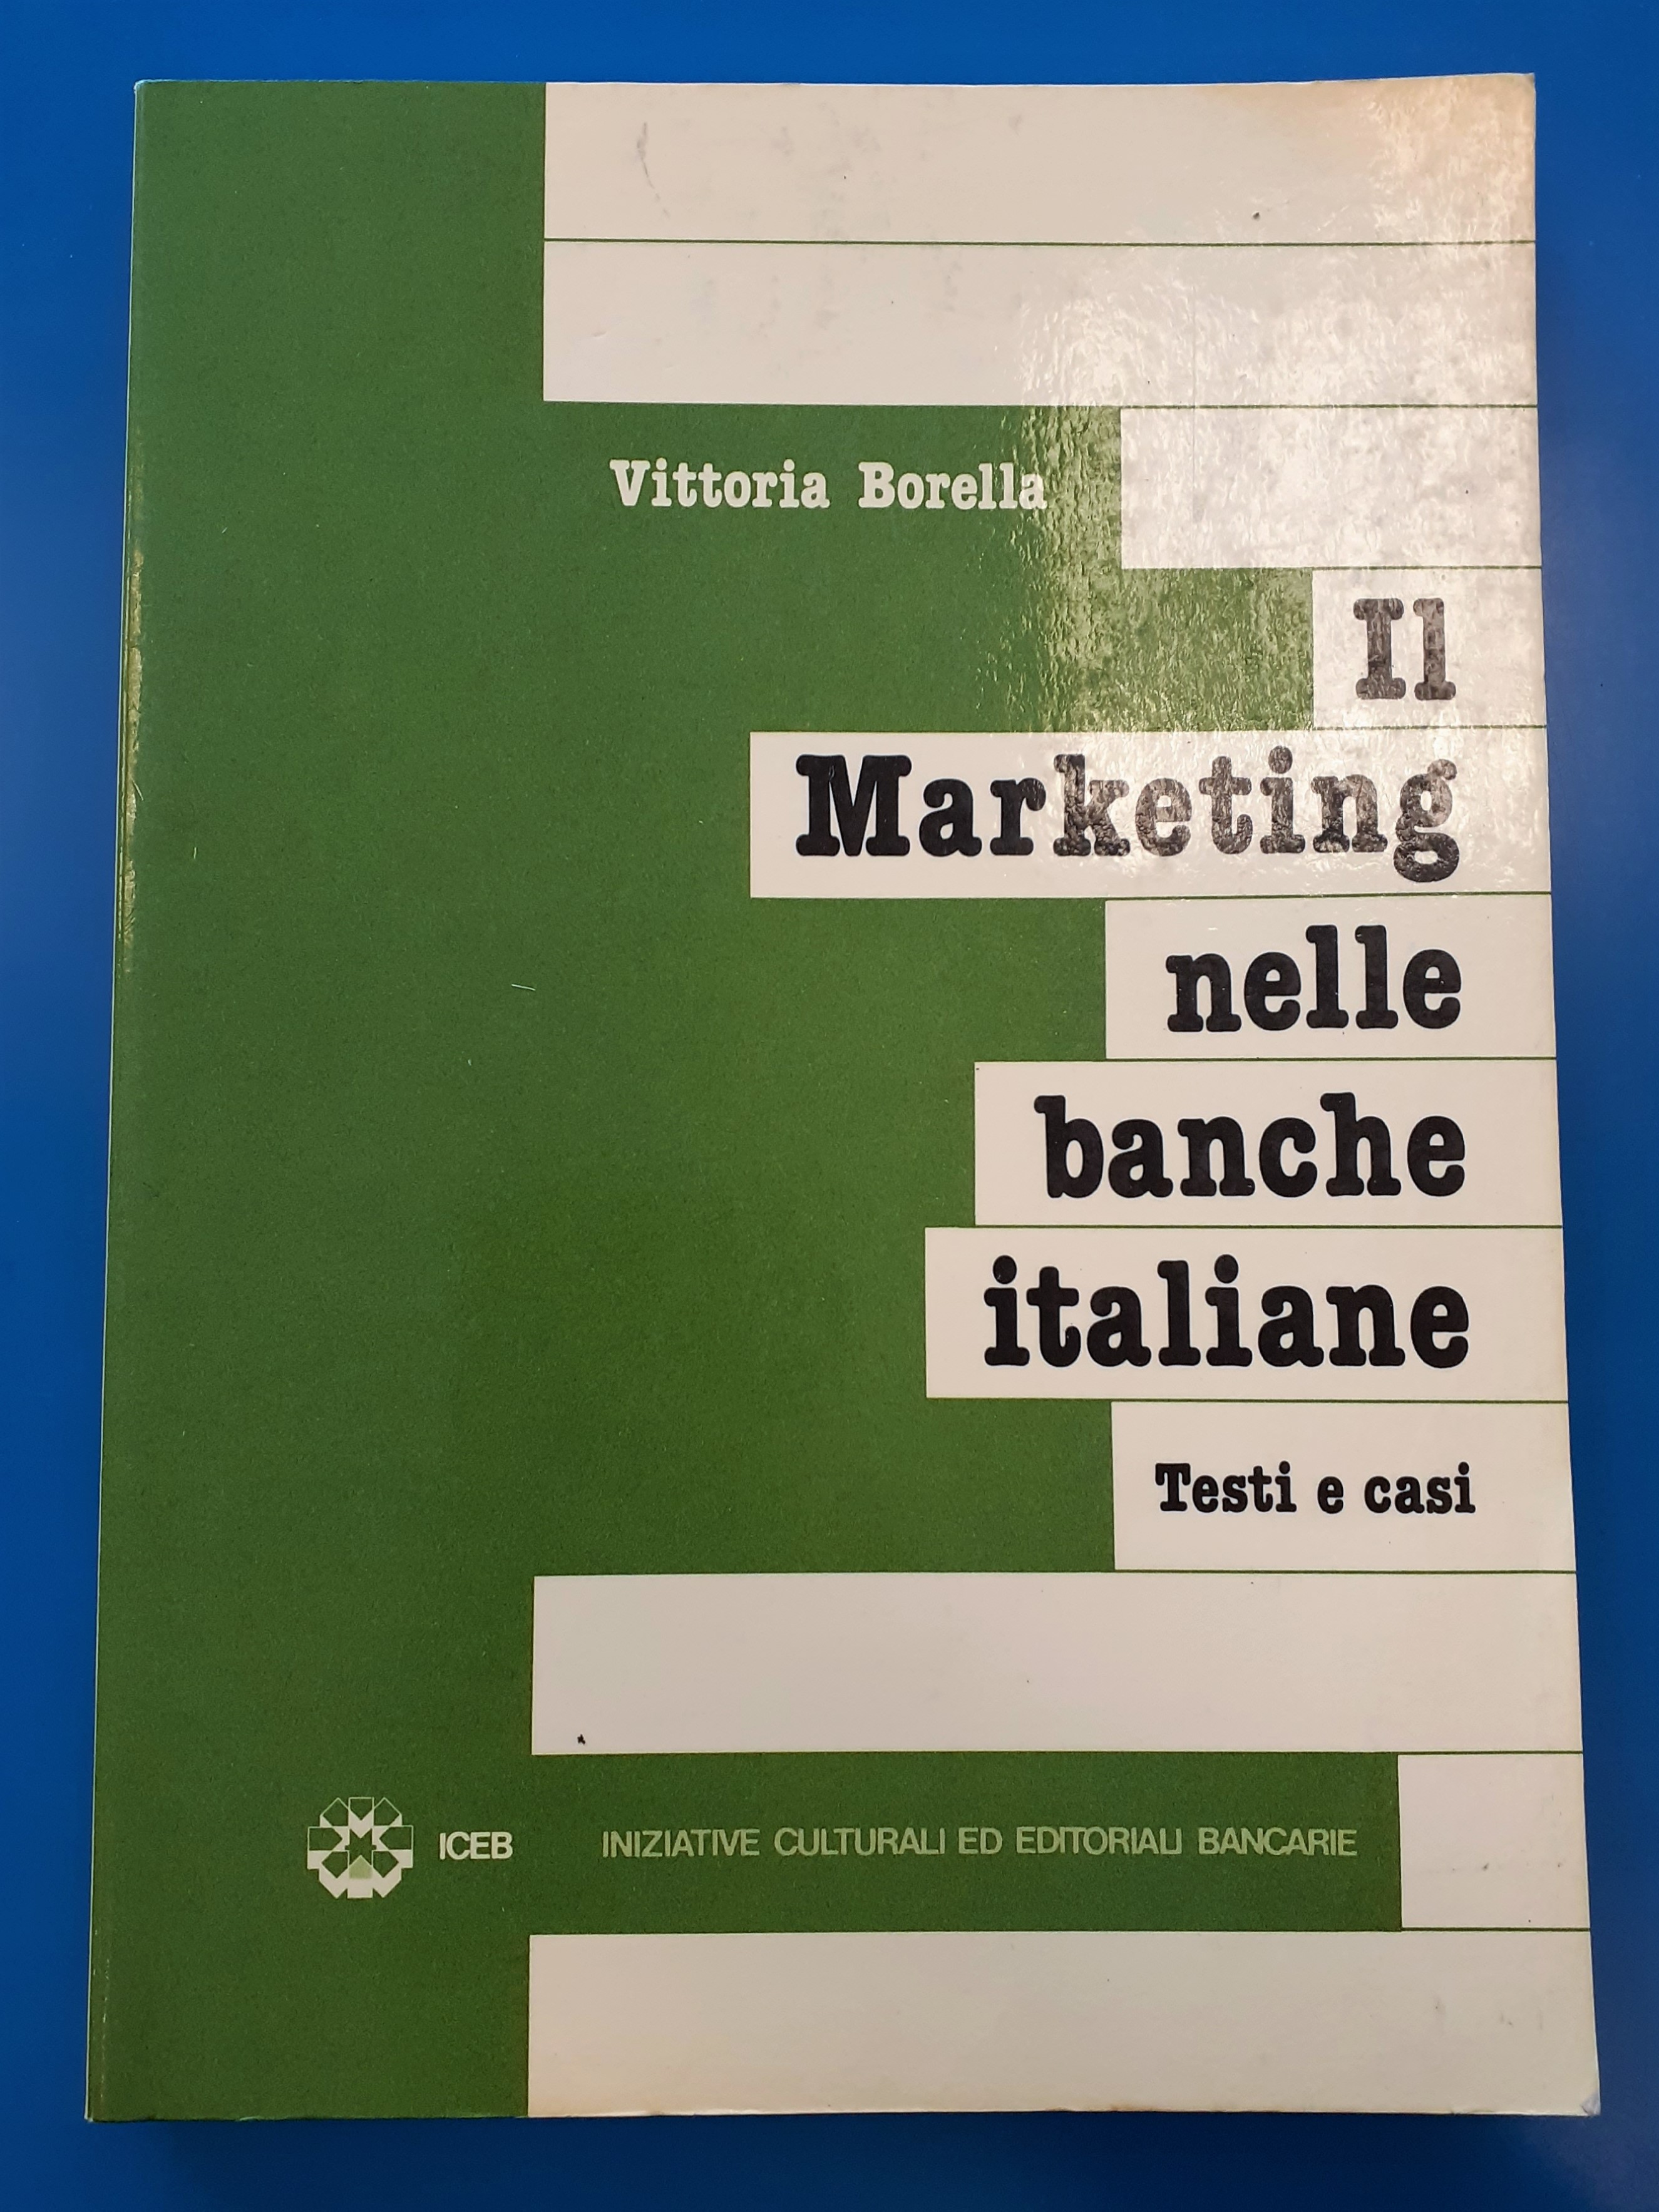 Vittoria Borella
Il
Marketing
nelle
banche
italiane
Testi e casi
ICEB INIZIATIVE CULTURALI ED EDITORIALI BANCARIE